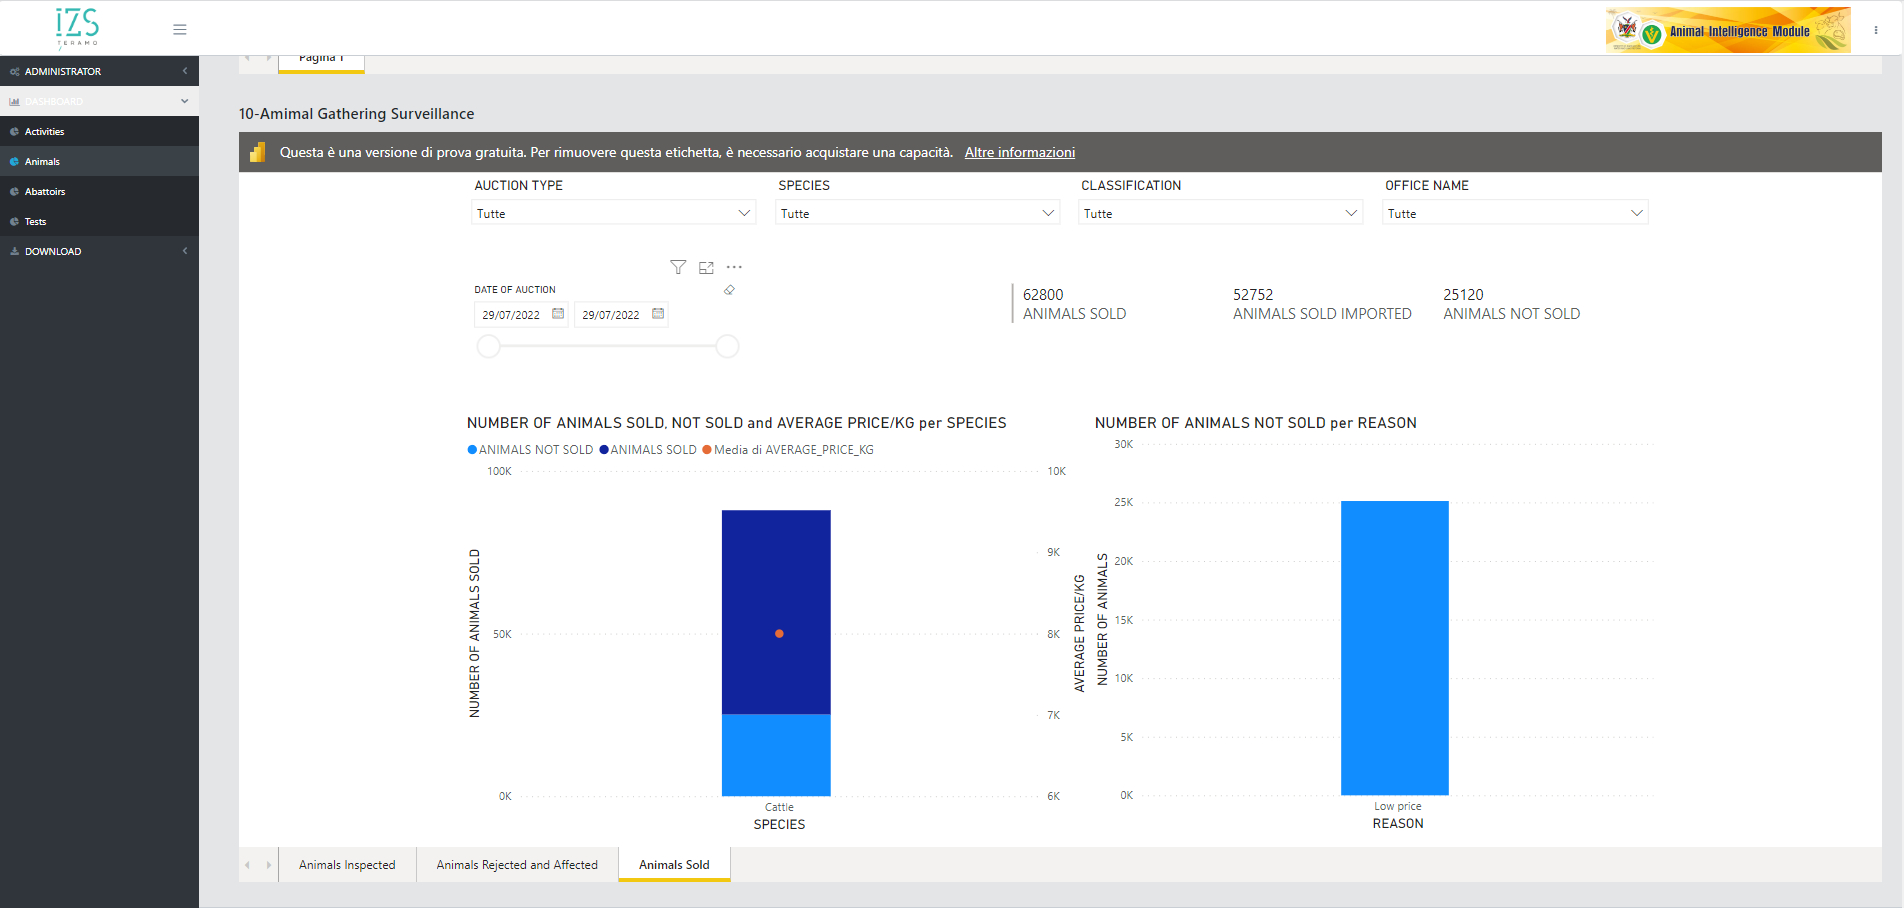 IZS
TERAMO
Animal Intelligence Module
ADMINISTRATOR
DASHBOARD
Activities
Animals
Abattoirs
Tests
DOWNLOAD
Pagina 1
10-Amimal Gathering Surveillance
Questa è una versione di prova gratuita. Per rimuovere questa etichetta, è necessario acquistare una capacità. Altre informazioni
AUCTION TYPE SPECIES CLASSIFICATION OFFICE NAME
Tutte Tutte Tutte Tutte
DATE OF AUCTION
29/07/2022 29/07/2022
62800 52752 25120
ANIMALS SOLD ANIMALS SOLD IMPORTED ANIMALS NOT SOLD
NUMBER OF ANIMALS SOLD, NOT SOLD and AVERAGE PRICE/KG per SPECIES
ANIMALS NOT SOLD ANIMALS SOLD Media di AVERAGE_PRICE_KG
100K
50K
0K
NUMBER OF ANIMALS SOLD
10K
9K
8K
7K
6K
AVERAGE PRICE/KG
Cattle
SPECIES
NUMBER OF ANIMALS NOT SOLD per REASON
30K
25K
20K
15K
10K
5K
0K
NUMBER OF ANIMALS
Low price
REASON
Animals Inspected Animals Rejected and Affected Animals Sold